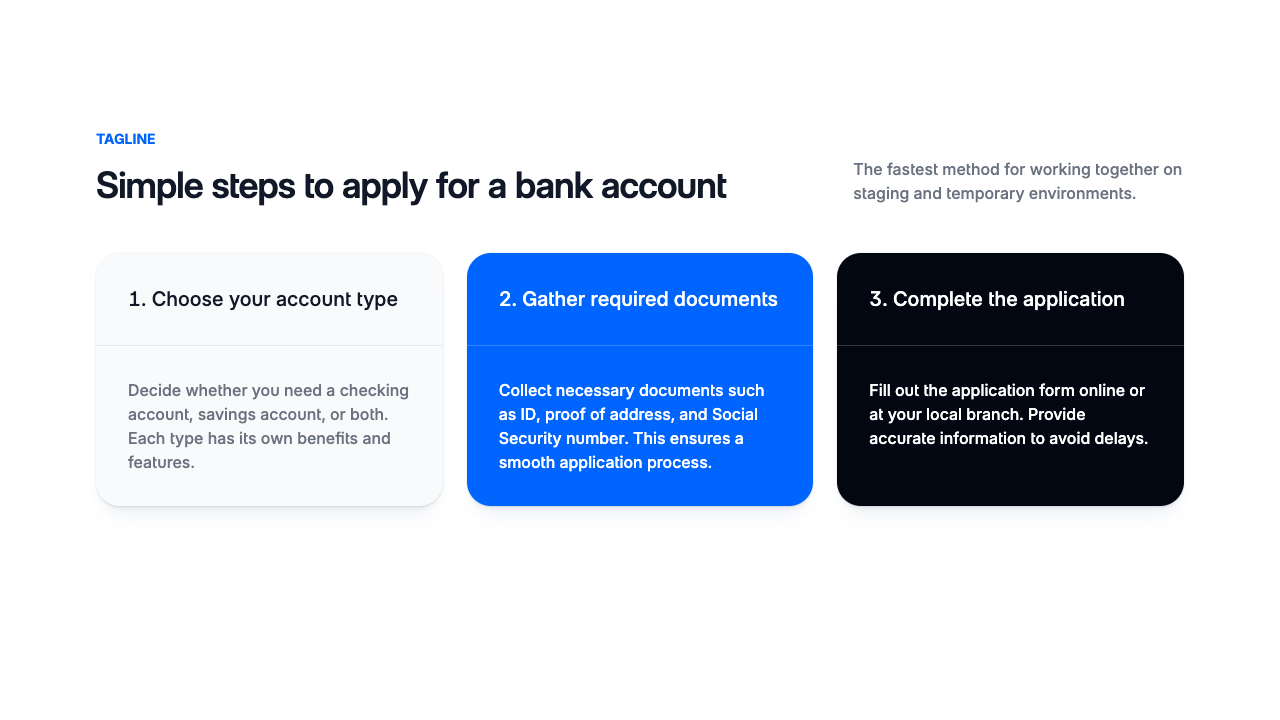 TAGLINE
Simple steps to apply for a bank account
The fastest method for working together on
staging and temporary environments.
1. Choose your account type
Decide whether you need a checking
account, savings account, or both.
Each type has its own benefits and
features.
2. Gather required documents
Collect necessary documents such
as ID, proof of address, and Social
Security number. This ensures a
smooth application process.
3. Complete the application
Fill out the application form online or
at your local branch. Provide
accurate information to avoid delays.